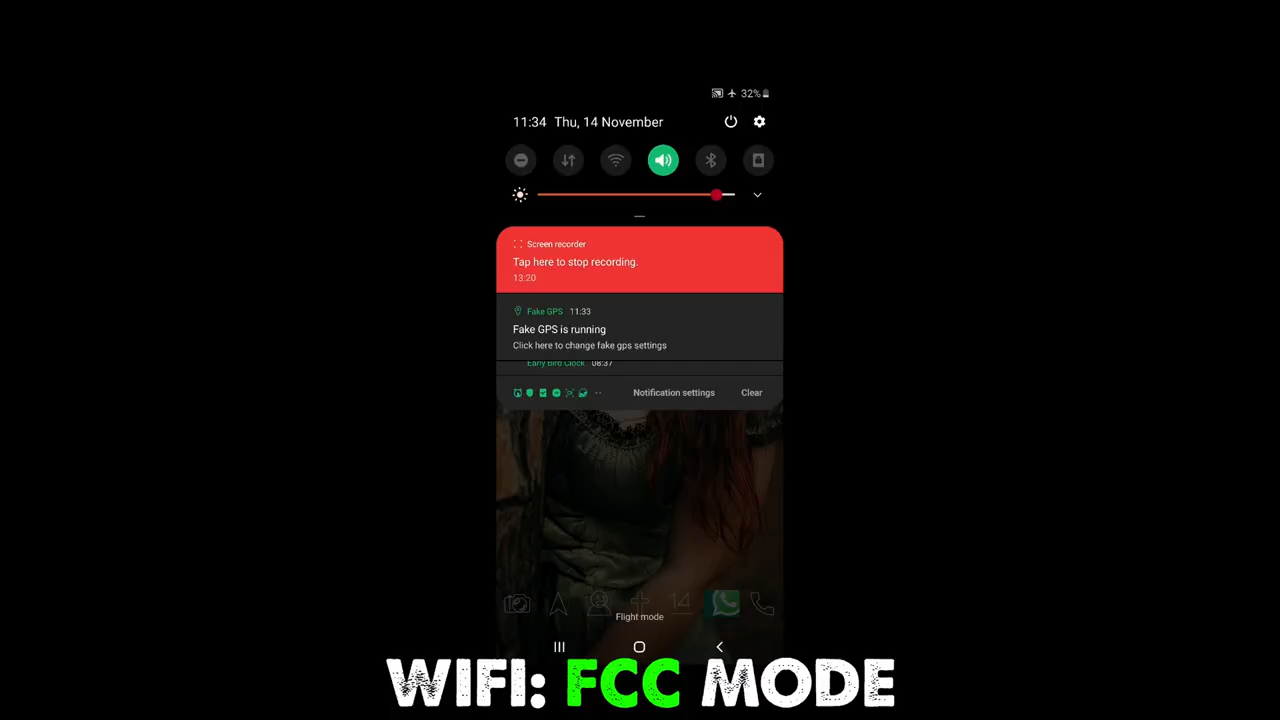 32%
11:34 Thu, 14 November
Screen recorder
Tap here to stop recording.
13:20
Fake GPS 11:33
Fake GPS is running
Click here to change fake gps settings
Early Bird Clock 08:37
Notification settings Clear
14
Flight mode
WIFI: FCC MODE